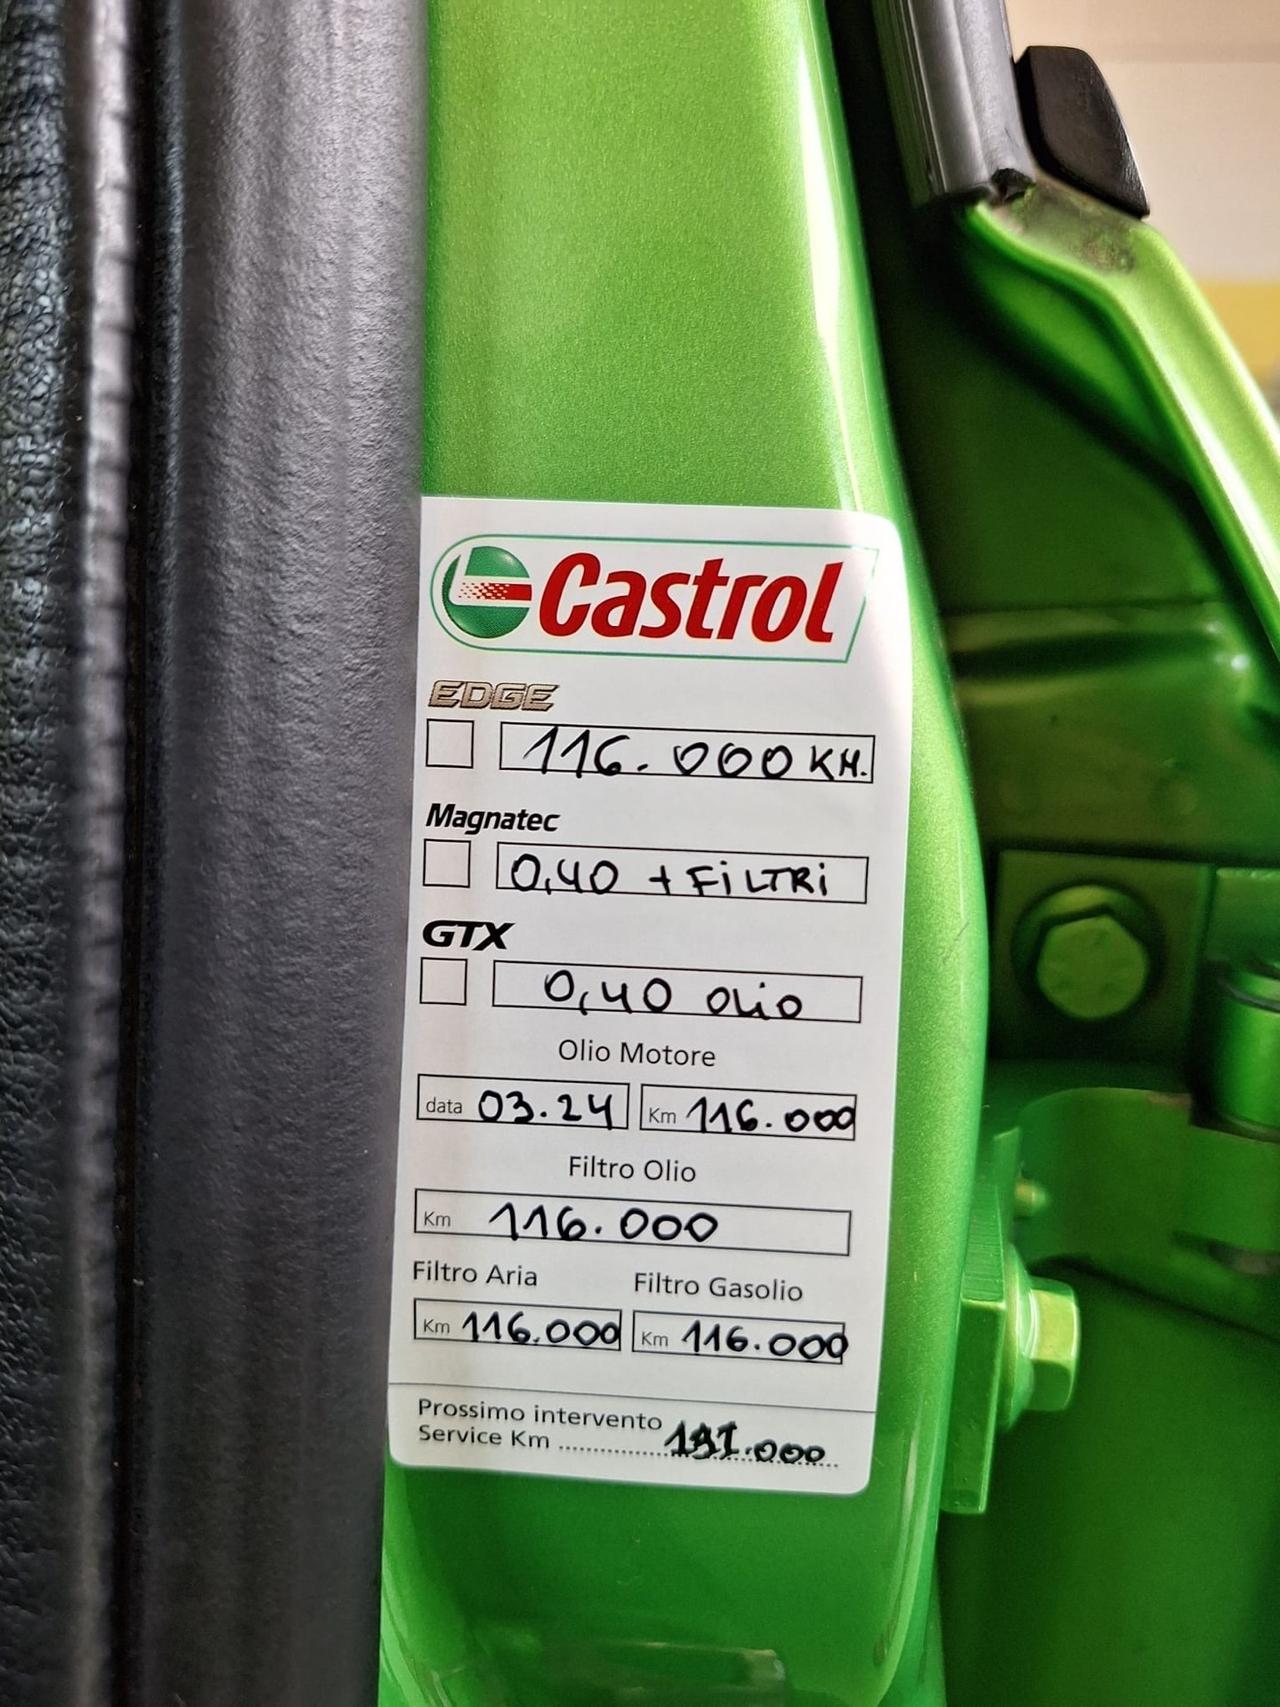 Castrol
EDGE
116.000 KM.
Magnatec
0,40 + FiLTRi
GTX
0,40 OLiO
Olio Motore
data 03.24 Km 116.000
Filtro Olio
Km 116.000
Filtro Aria Filtro Gasolio
Km 116.000 Km 116.000
Prossimo intervento
Service Km